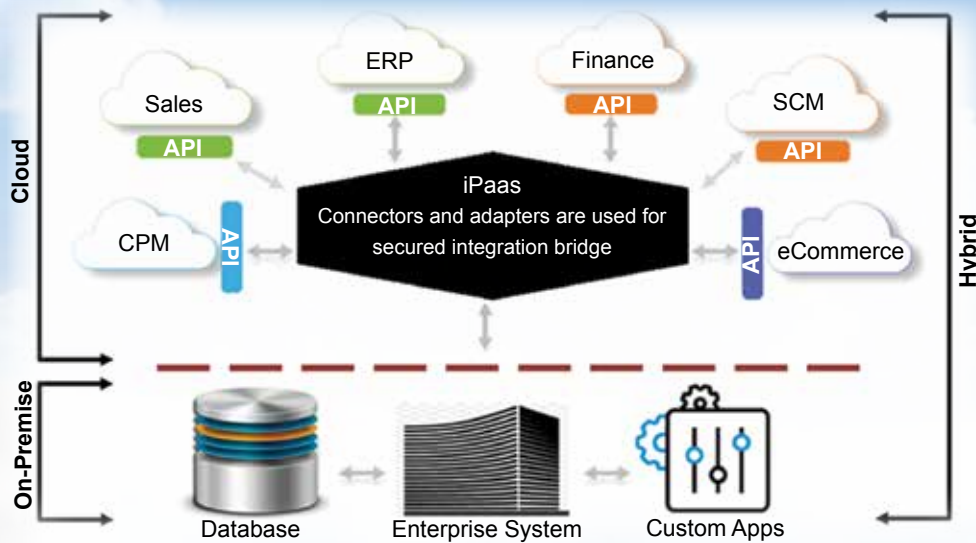 ERP
API
Finance
API
Sales
API
SCM
API
CPM
API
iPaas
Connectors and adapters are used for
secured integration bridge
API
eCommerce
Cloud
Hybrid
On-Premise
Database
Enterprise System
Custom Apps